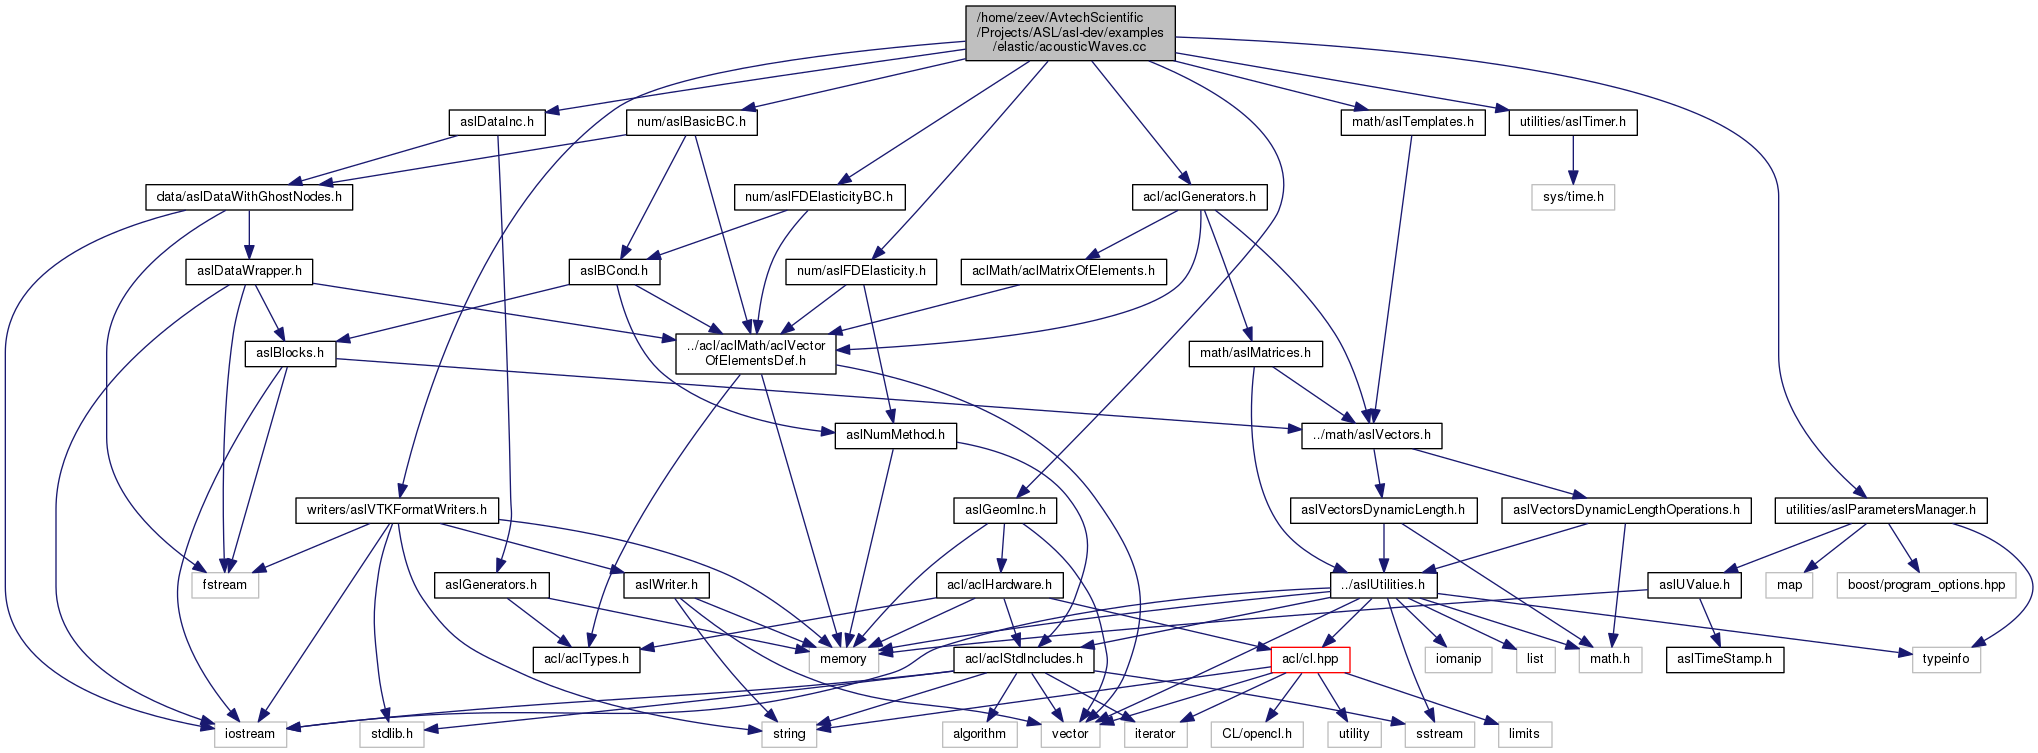 /home/zeev/AvtechScientific
/Projects/ASL/asl-dev/examples
/elastic/acousticWaves.cc
aslDataInc.h
num/aslBasicBC.h
math/aslTemplates.h
utilities/aslTimer.h
data/aslDataWithGhostNodes.h
num/aslFDElasticityBC.h
acl/aclGenerators.h
sys/time.h
aslDataWrapper.h
aslBCond.h
num/aslFDElasticity.h
aclMath/aclMatrixOfElements.h
aslBlocks.h
../acl/aclMath/aclVector
OfElementsDef.h
math/aslMatrices.h
aslNumMethod.h
../math/aslVectors.h
writers/aslVTKFormatWriters.h
aslGeomInc.h
aslVectorsDynamicLength.h
aslVectorsDynamicLengthOperations.h
utilities/aslParametersManager.h
fstream
aslGenerators.h
aslWriter.h
acl/aclHardware.h
../aslUtilities.h
aslUValue.h
map
boost/program_options.hpp
acl/aclTypes.h
memory
acl/aclStdIncludes.h
acl/cl.hpp
iomanip
list
math.h
aslTimeStamp.h
typeinfo
iostream
stdlib.h
string
algorithm
vector
iterator
CL/opencl.h
utility
sstream
limits